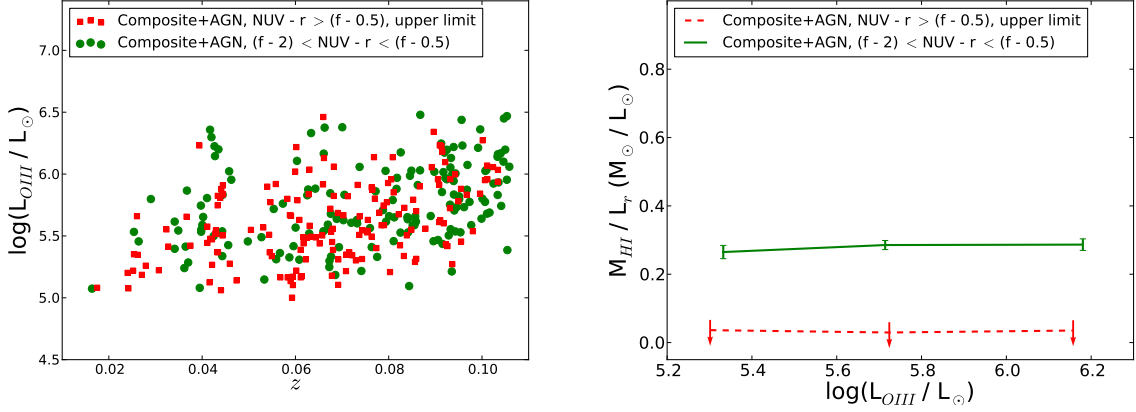 Composite+AGN, NUV - r > (f - 0.5), upper limit
Composite+AGN, (f - 2) < NUV - r < (f - 0.5)
log(L_OIII / L_⊙)
7.0
6.5
6.0
5.5
5.0
4.5
0.02 0.04 0.06 0.08 0.10
z
Composite+AGN, NUV - r > (f - 0.5), upper limit
Composite+AGN, (f - 2) < NUV - r < (f - 0.5)
M_HI / L_r (M_⊙ / L_⊙)
0.8
0.6
0.4
0.2
0.0
5.2 5.4 5.6 5.8 6.0 6.2
log(L_OIII / L_⊙)